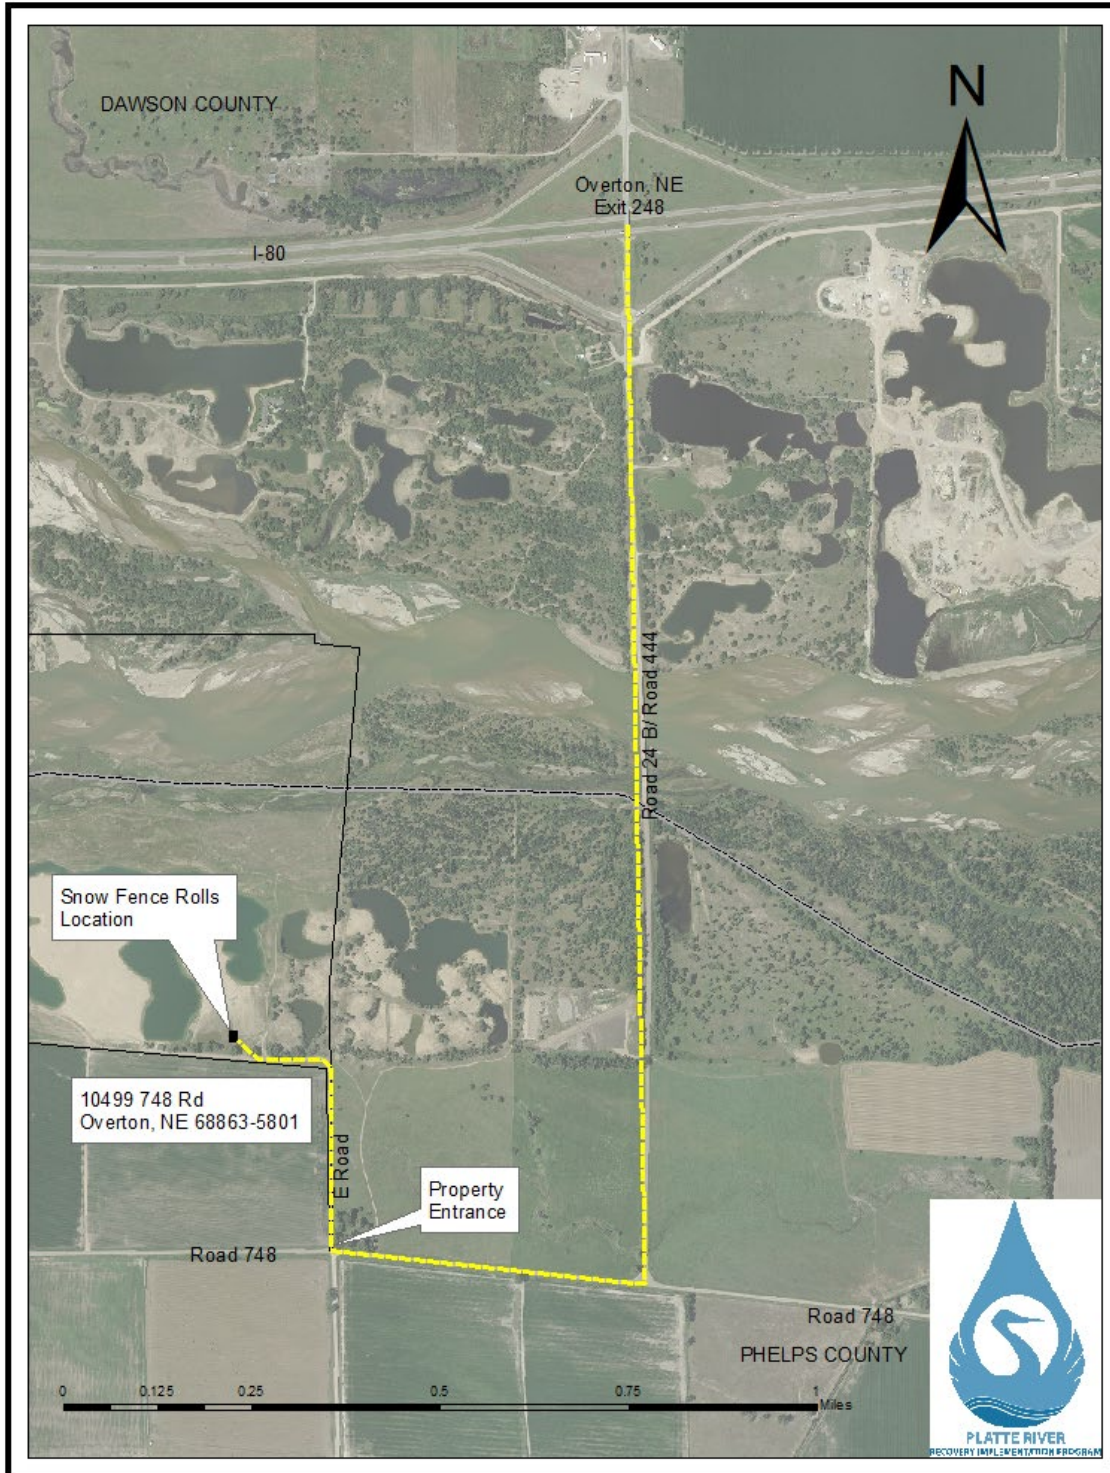 DAWSON COUNTY
N
Overton, NE
Exit 248
I-80
Road 24 B/ Road 444
Snow Fence Rolls
Location
10499 748 Rd
Overton, NE 68863-5801
E Road
Property
Entrance
Road 748
Road 748
PHELPS COUNTY
0 0.125 0.25 0.5 0.75 1
Miles
PLATTE RIVER
RECOVERY IMPLEMENTATION PROGRAM